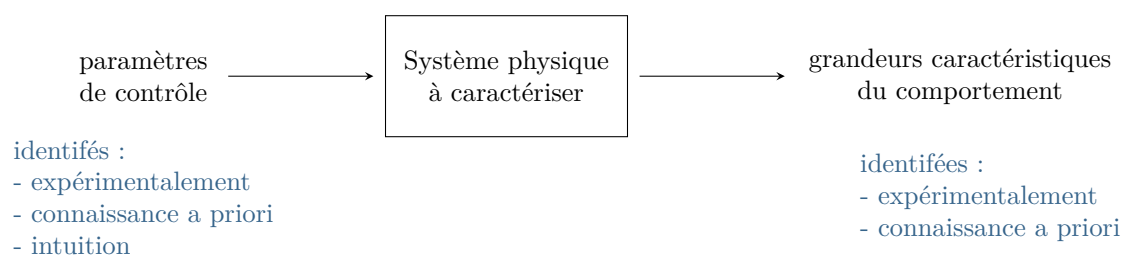 paramètres
de contrôle
Système physique
à caractériser
grandeurs caractéristiques
du comportement
identifés :
- expérimentalement
- connaissance a priori
- intuition
identifées :
- expérimentalement
- connaissance a priori